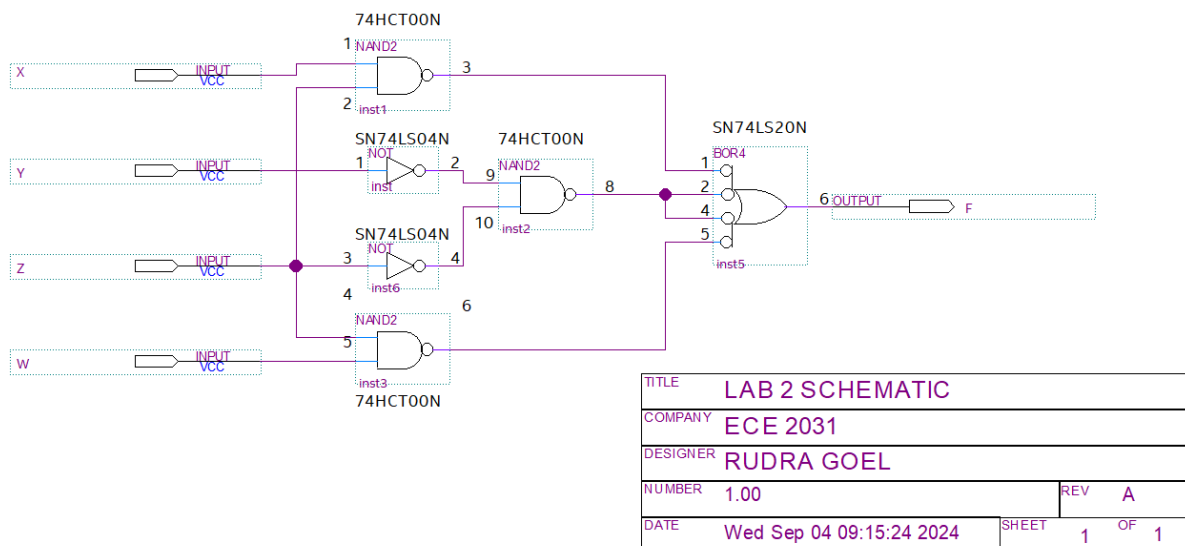 74HCT00N
1 NAND2
X INPUT VCC
3
2 inst1
SN74LS04N
NOT
Y INPUT VCC
1 2
inst
74HCT00N
NAND2
9 8
10 inst2
SN74LS20N
BOR4
1
2
4
5
6 OUTPUT F
inst5
SN74LS04N
NOT
Z INPUT VCC
3 4
inst6
4 6
NAND2
5
W INPUT VCC
inst3
74HCT00N
TITLE LAB 2 SCHEMATIC
COMPANY ECE 2031
DESIGNER RUDRA GOEL
NUMBER 1.00 REV A
DATE Wed Sep 04 09:15:24 2024 SHEET 1 OF 1